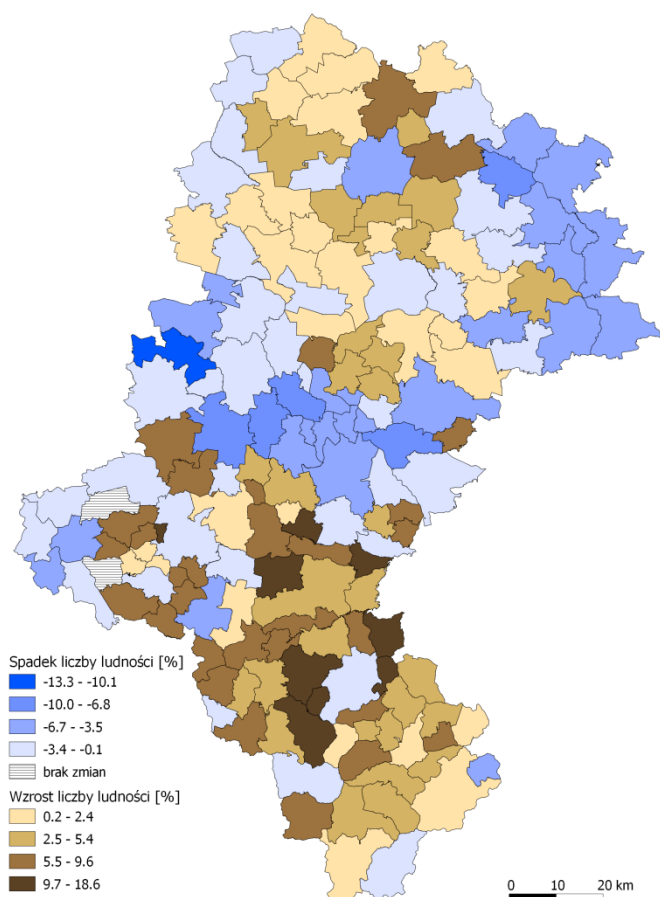 Spadek liczby ludności [%]
-13.3 - -10.1
-10.0 - -6.8
-6.7 - -3.5
-3.4 - -0.1
brak zmian
Wzrost liczby ludności [%]
0.2 - 2.4
2.5 - 5.4
5.5 - 9.6
9.7 - 18.6
0 10 20 km